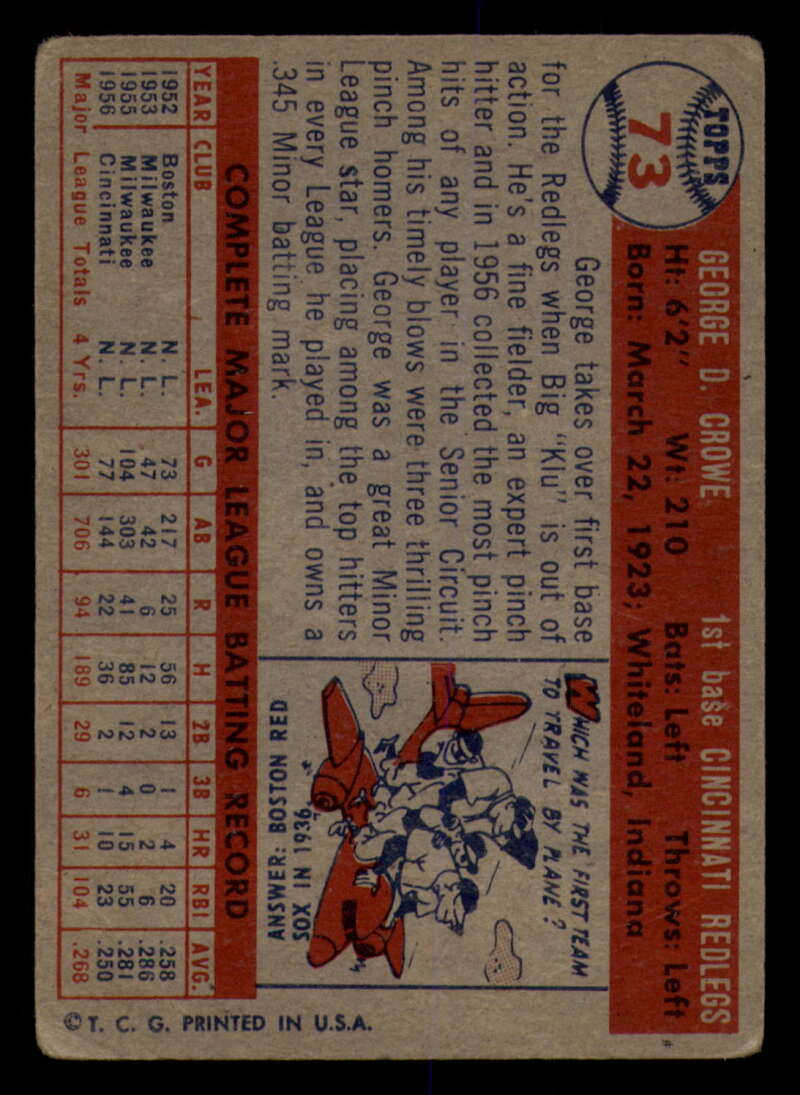 TOPPS
73
GEORGE D. CROWE 1st base CINCINNATI REDLEGS
Ht: 6'2" Wt: 210 Bats: Left Throws: Left
Born: March 22, 1923; Whiteland, Indiana
George takes over first base
for the Redlegs when Big "Klu" is out of
action. He's a fine fielder, an expert pinch
hitter and in 1956 collected the most pinch
hits of any player in the Senior Circuit.
Among his timely blows were three thrilling
pinch homers. George was a great Minor
League star, placing among the top hitters
in every League he played in, and owns a
.345 Minor batting mark.
WHICH WAS THE FIRST TEAM
TO TRAVEL BY PLANE?
ANSWER: BOSTON RED
SOX IN 1936.
COMPLETE MAJOR LEAGUE BATTING RECORD
YEAR CLUB LEA. G AB R H 2B 3B HR RBI AVG.
1952 Boston N. L. 73 217 25 56 13 1 4 20 .258
1953 Milwaukee N. L. 47 42 6 12 2 0 2 6 .286
1955 Milwaukee N. L. 104 303 41 85 12 4 15 55 .281
1956 Cincinnati N. L. 77 144 22 36 2 1 10 23 .250
Major League Totals 4 Yrs. 301 706 94 189 29 6 31 104 .268
© T. C. G. PRINTED IN U.S.A.